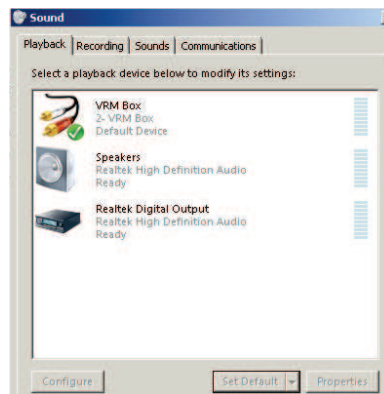 Sound
Playback Recording Sounds Communications
Select a playback device below to modify its settings:
VRM Box
2- VRM Box
Default Device
Speakers
Realtek High Definition Audio
Ready
Realtek Digital Output
Realtek High Definition Audio
Ready
Configure Set Default Properties